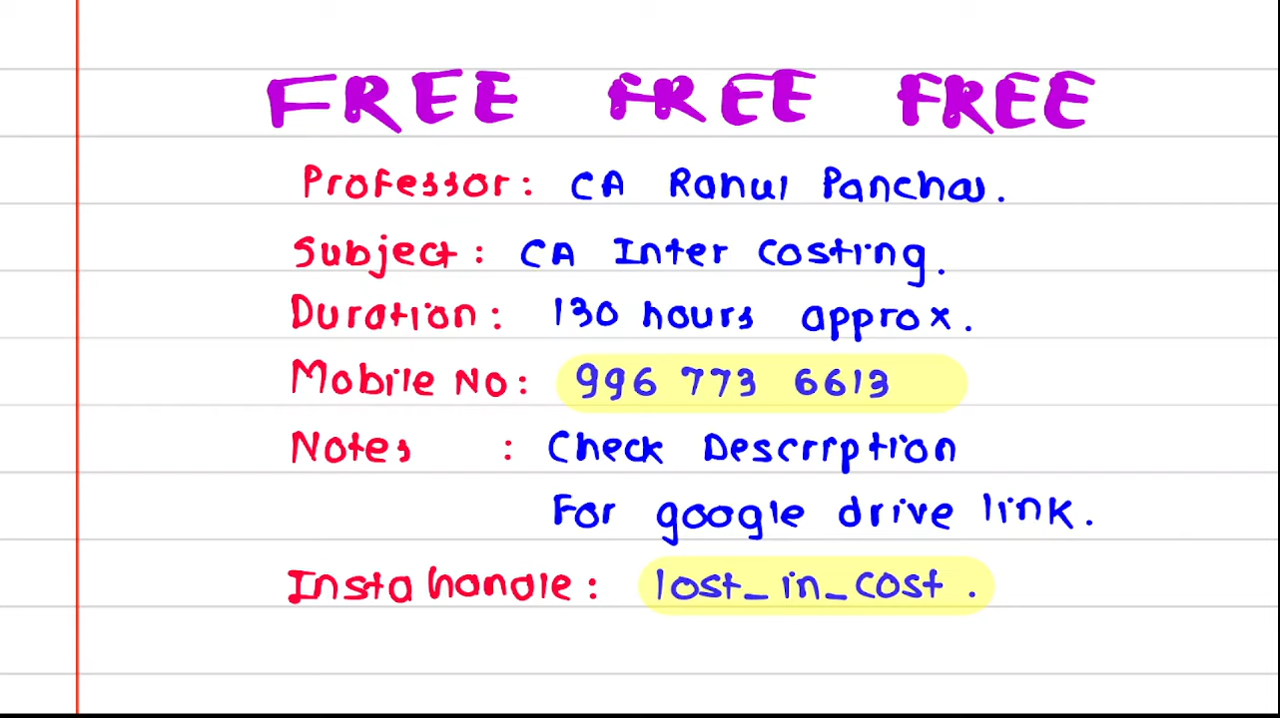 FREE FREE FREE
Professor: CA Rahul Panchal.
Subject: CA Inter Costing.
Duration: 130 hours approx.
Mobile No: 996 773 6613
Notes : Check Description
For google drive link.
Insta handle: lost_in_cost.